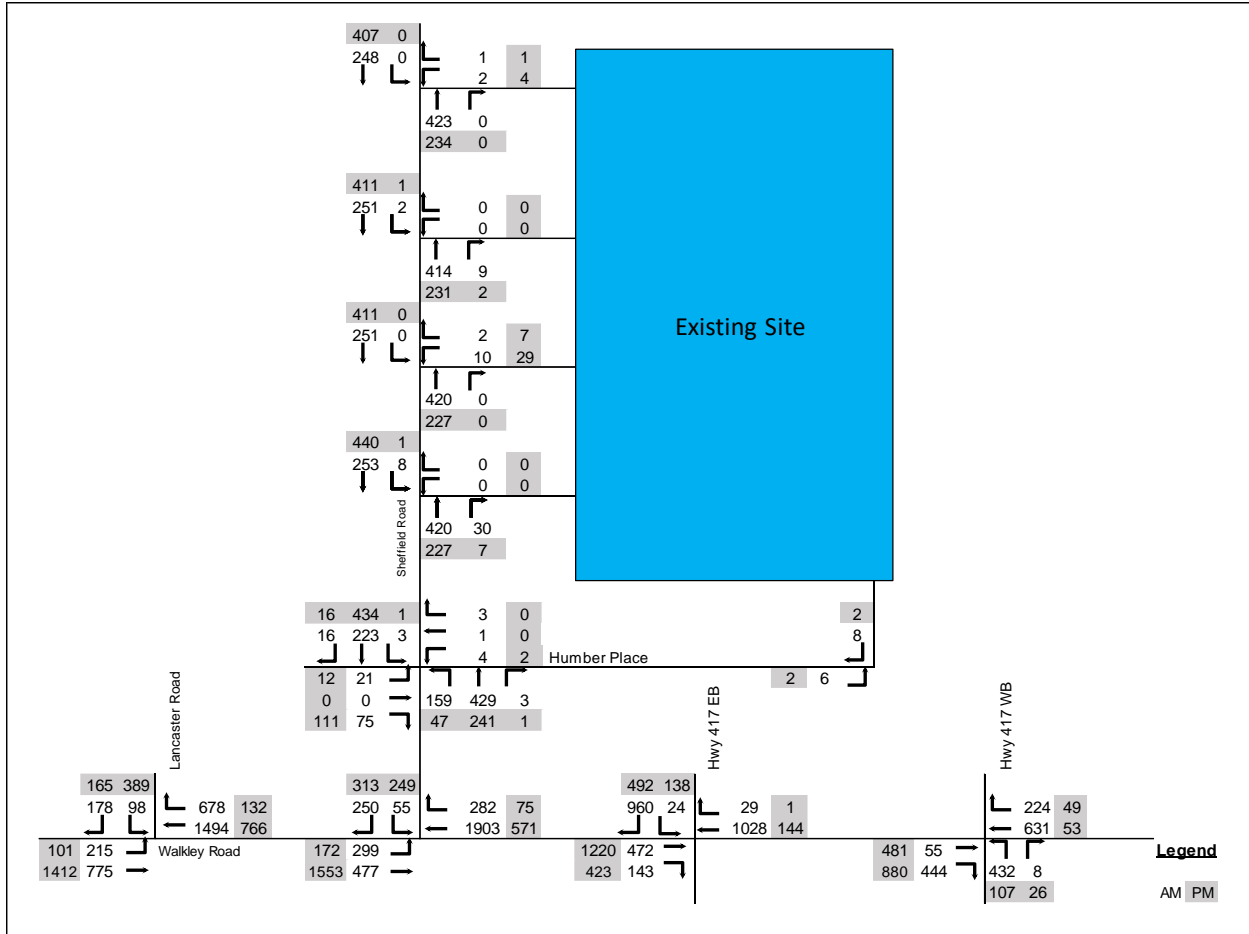 407 0
248 0 1 1
2 4
423 0
234 0
411 1
251 2 0 0
0 0
414 9
231 2
411 0
251 0 2 7
10 29
420 0
227 0
440 1
253 8 0 0
0 0
420 30
227 7
Existing Site
Sheffield Road
16 434 1 3 0
16 223 3 1 0
4 2 Humber Place
2
8
12 21
0 0 159 429 3
111 75 47 241 1
2 6
Lancaster Road
Hwy 417 EB
Hwy 417 WB
165 389
178 98 678 132
1494 766
101 215 Walkley Road
1412 775
313 249
250 55 282 75
1903 571
172 299
1553 477
492 138
960 24 29 1
1028 144
1220 472
423 143
224 49
631 53
481 55
880 444 432 8
107 26
Legend
AM PM